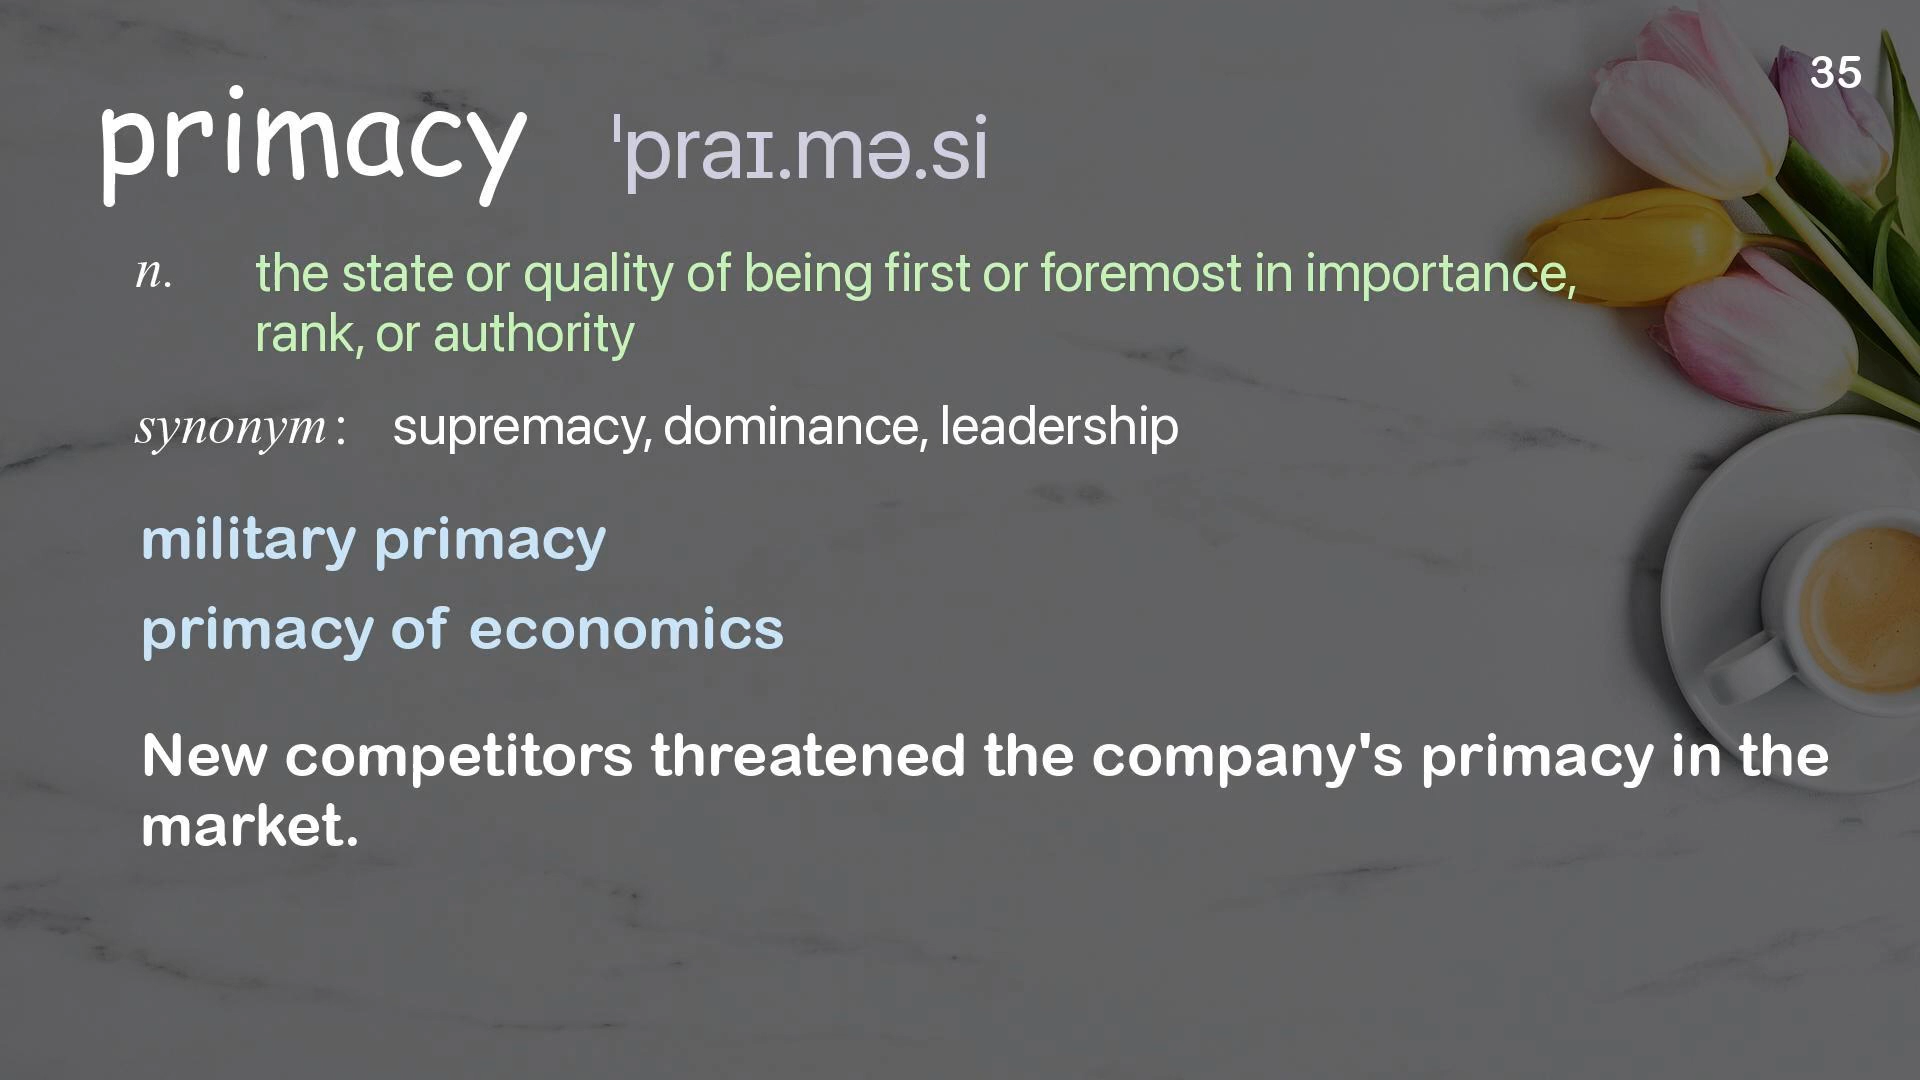 35
primacy ˈpraɪ.mə.si
n. the state or quality of being first or foremost in importance,
rank, or authority
synonym: supremacy, dominance, leadership
military primacy
primacy of economics
New competitors threatened the company's primacy in the
market.